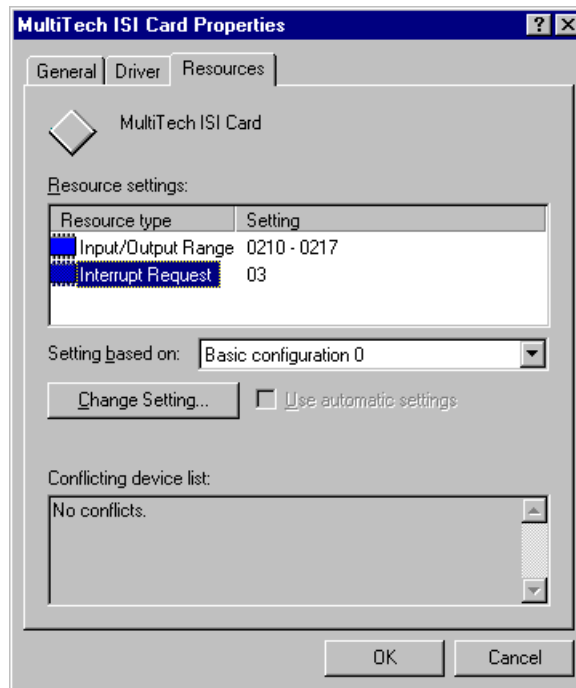 MultiTech ISI Card Properties
General Driver Resources
MultiTech ISI Card
Resource settings:
Resource type Setting
Input/Output Range 0210 - 0217
Interrupt Request 03
Setting based on: Basic configuration 0
Change Setting... Use automatic settings
Conflicting device list:
No conflicts.
OK Cancel